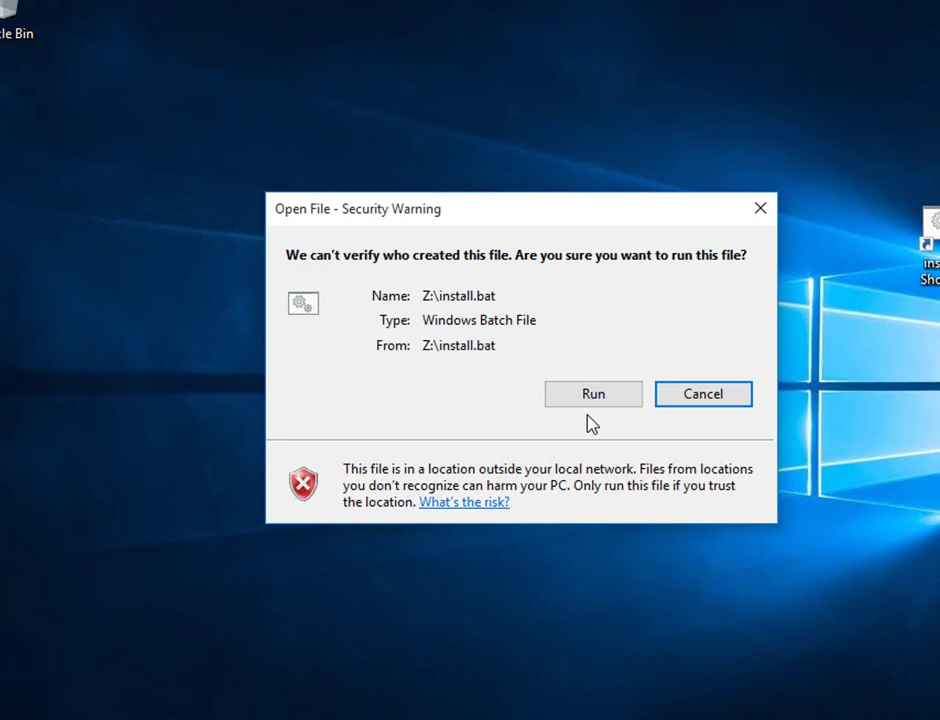 cle Bin
Open File - Security Warning
We can't verify who created this file. Are you sure you want to run this file?
Name: Z:\install.bat
Type: Windows Batch File
From: Z:\install.bat
Run Cancel
This file is in a location outside your local network. Files from locations
you don't recognize can harm your PC. Only run this file if you trust
the location. What's the risk?
ins
Sho